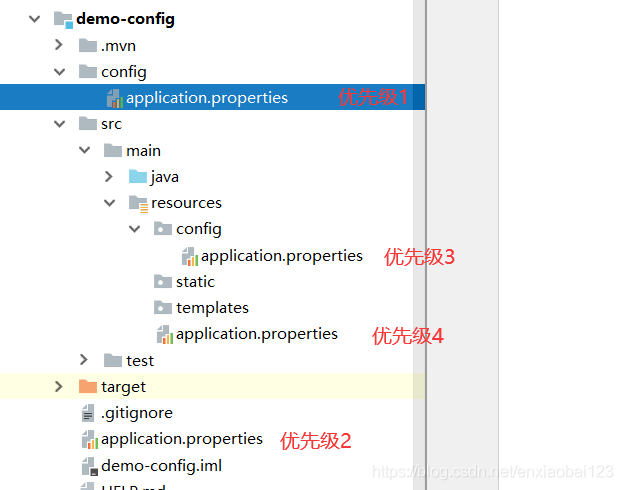 demo-config
.mvn
config
application.properties 优先级1
src
main
java
resources
config
application.properties 优先级3
static
templates
application.properties 优先级4
test
target
.gitignore
application.properties 优先级2
demo-config.iml
HELP.md
https://blog.csdn.net/enxiaobai123